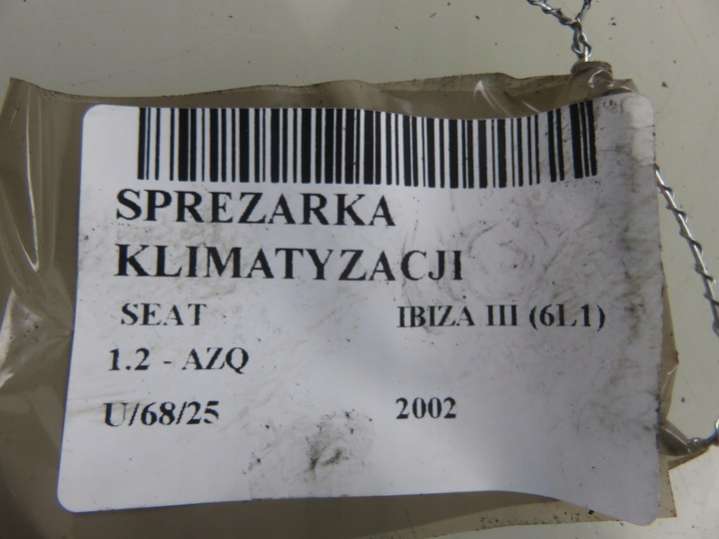 SPREZARKA
KLIMATYZACJI
SEAT IBIZA III (6L1)
1.2 - AZQ
U/68/25 2002